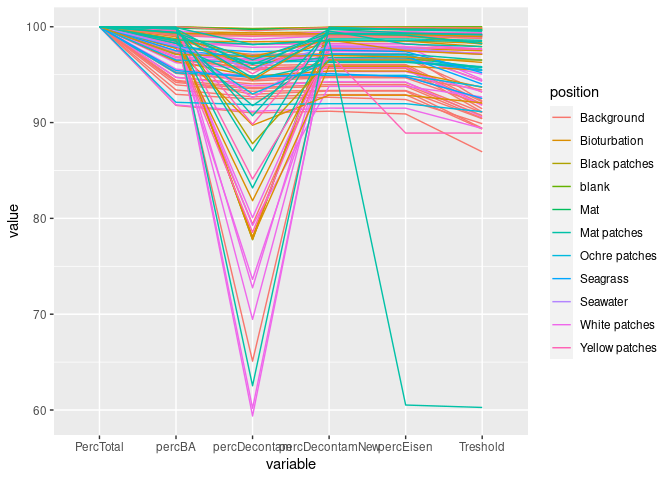 100
90
80
70
60
value
PercTotal
percBA
percDecontam
percDecontamNew
percEisen
Treshold
variable
position
Background
Bioturbation
Black patches
blank
Mat
Mat patches
Ochre patches
Seagrass
Seawater
White patches
Yellow patches